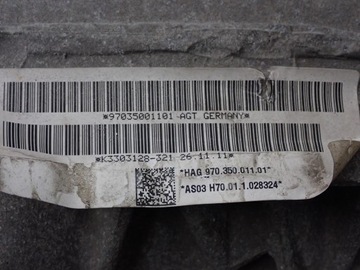 *97035001101 AGT GERMANY*
*K3303128-321 26.11.11*
*HAG 970.350.011.01*
*AS03 H70.01.1.028324*